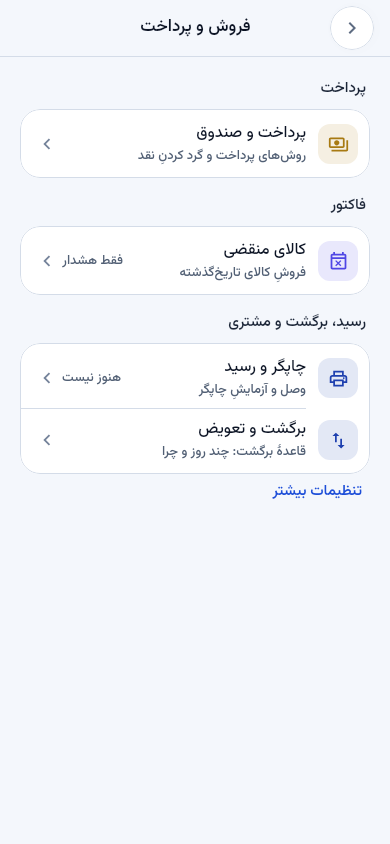 فروش و پرداخت
پرداخت
پرداخت و صندوق
روش‌های پرداخت و گرد کردنِ نقد
فاکتور
کالای منقضی
فروشِ کالای تاریخ‌گذشته
فقط هشدار
رسید، برگشت و مشتری
چاپگر و رسید
وصل و آزمایشِ چاپگر
هنوز نیست
برگشت و تعویض
قاعدهٔ برگشت: چند روز و چرا
تنظیمات بیشتر